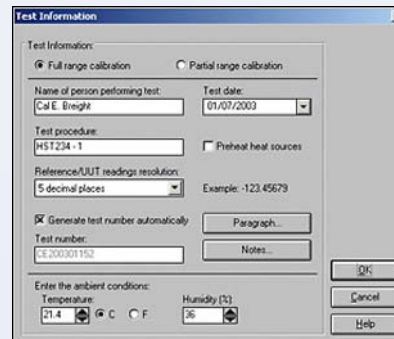 Test Information
Test Information:
Full range calibration Partial range calibration
Name of person performing test: Test date:
Cal E. Breight 01/07/2003
Test procedure:
HST234 - 1 Preheat heat sources
Reference/UUT readings resolution:
5 decimal places Example: -123.45679
Generate test number automatically Paragraph...
Test number:
CE200301152 Notes...
Enter the ambient conditions:
Temperature: Humidity (%):
21.4 C F 36
OK
Cancel
Help